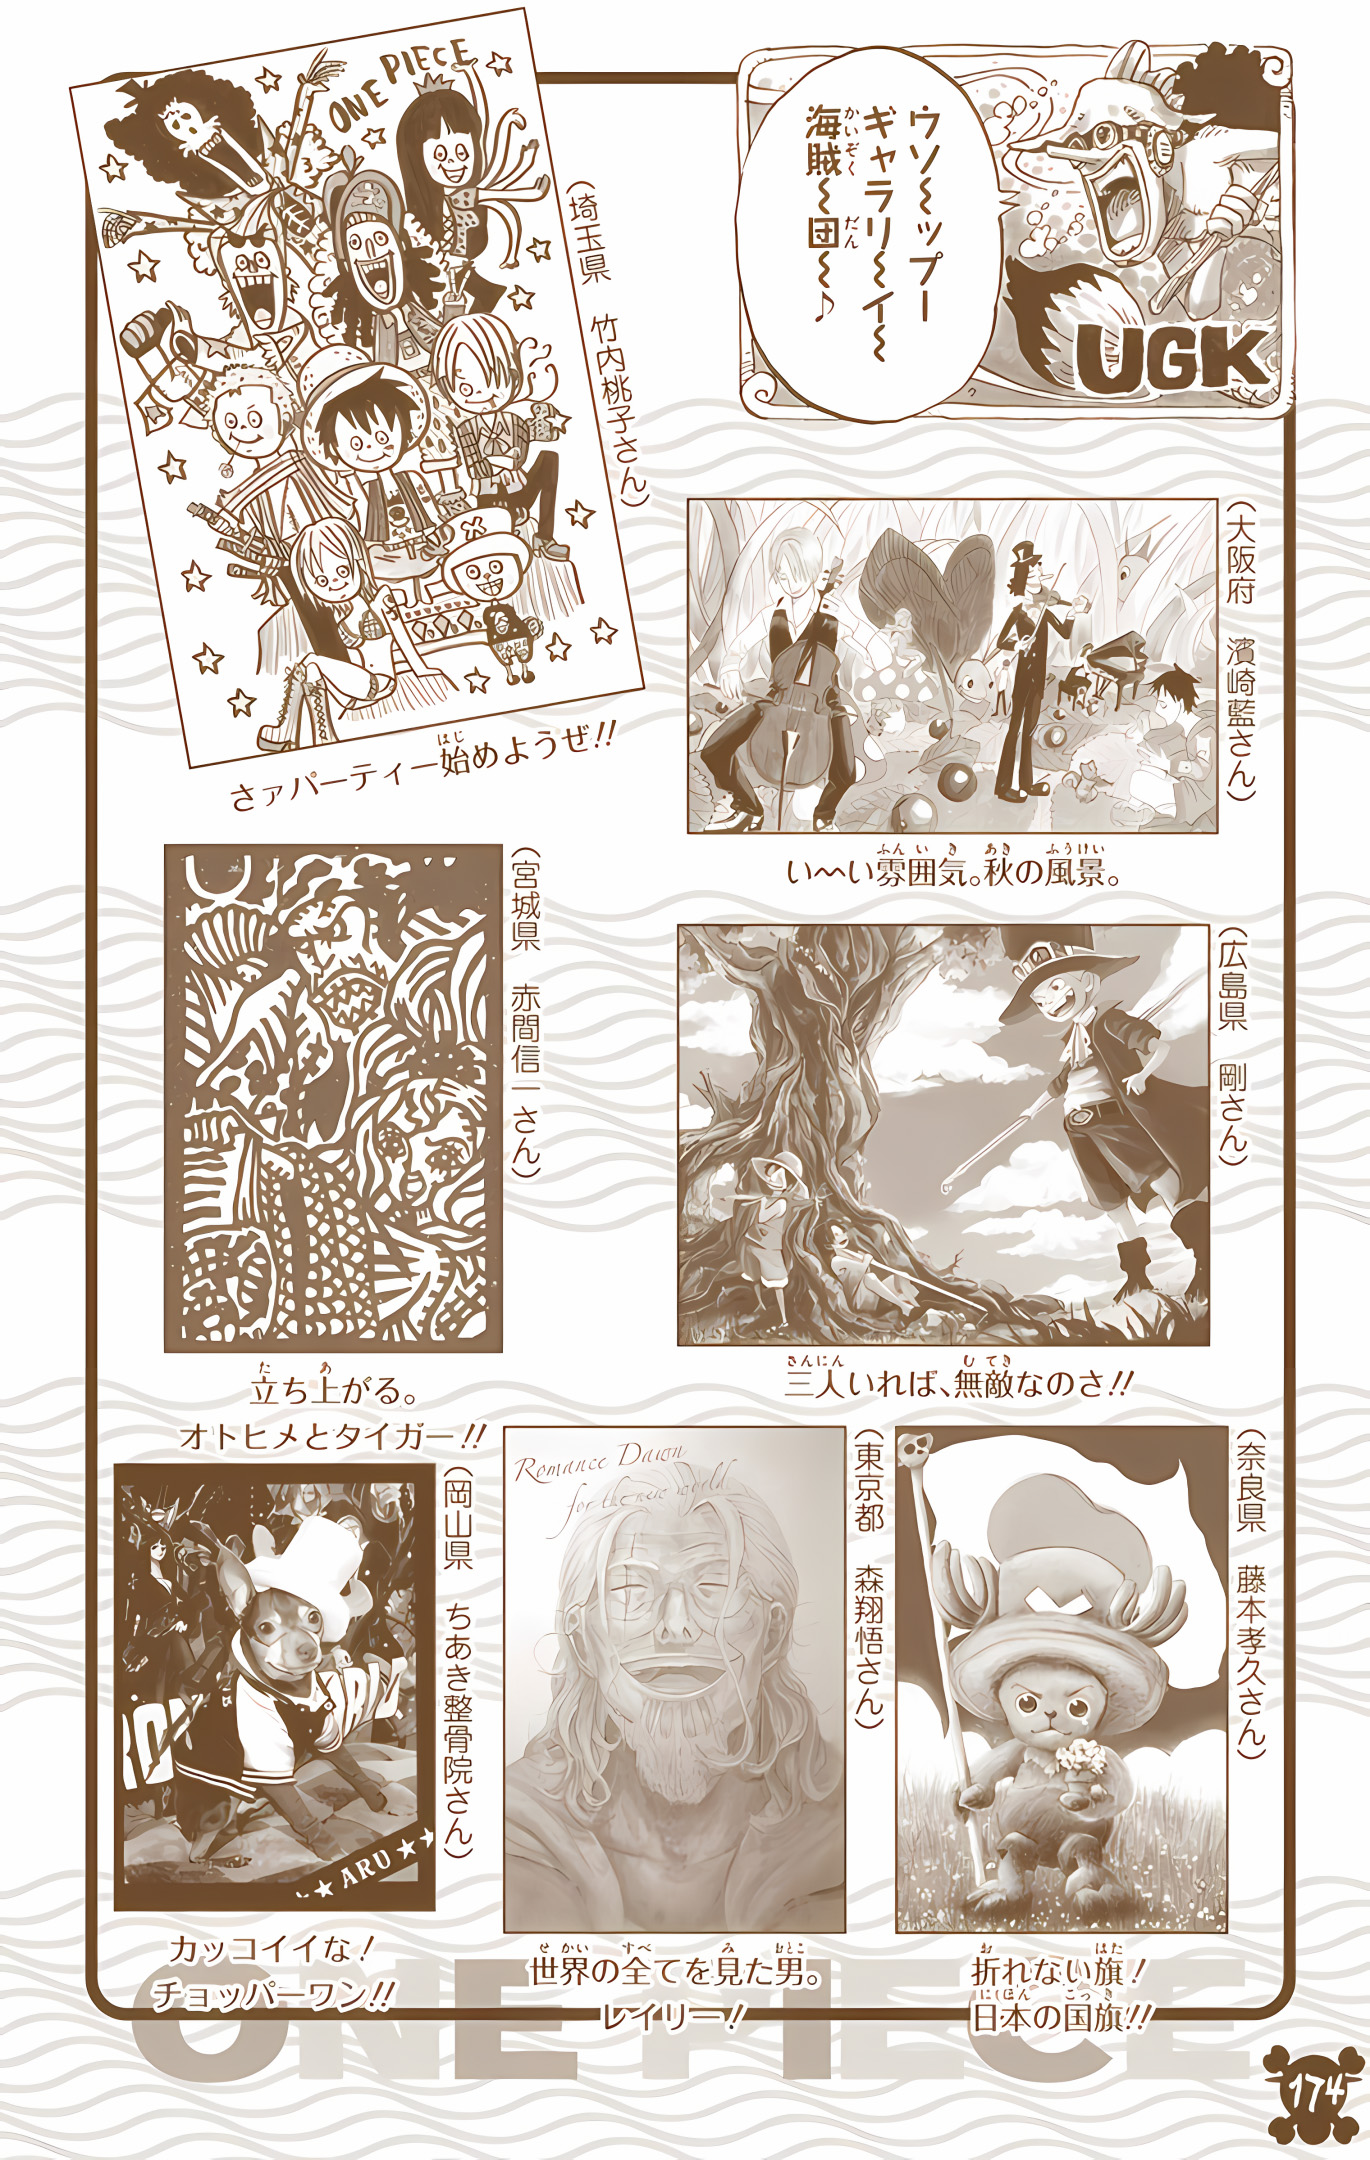 ウソ〜ップ〜
ギャラリ〜イ〜
海賊〜団〜♪
UGK
ONE PIECE
(埼玉県 竹内桃子さん)
さァパーティー始めようぜ!!
(大阪府 濱崎藍さん)
い〜い雰囲気。秋の風景。
(宮城県 赤間信一さん)
立ち上がる。
オトヒメとタイガー!!
(広島県 剛さん)
三人いれば、無敵なのさ!!
(岡山県 ちあき整骨院さん)
★ARU★★
カッコイイな!
チョッパーワン!!
Romance Dawn
for the new world.
(東京都 森翔悟さん)
世界の全てを見た男。
レイリー!
(奈良県 藤本孝久さん)
折れない旗!
日本の国旗!!
ONE PIECE
174